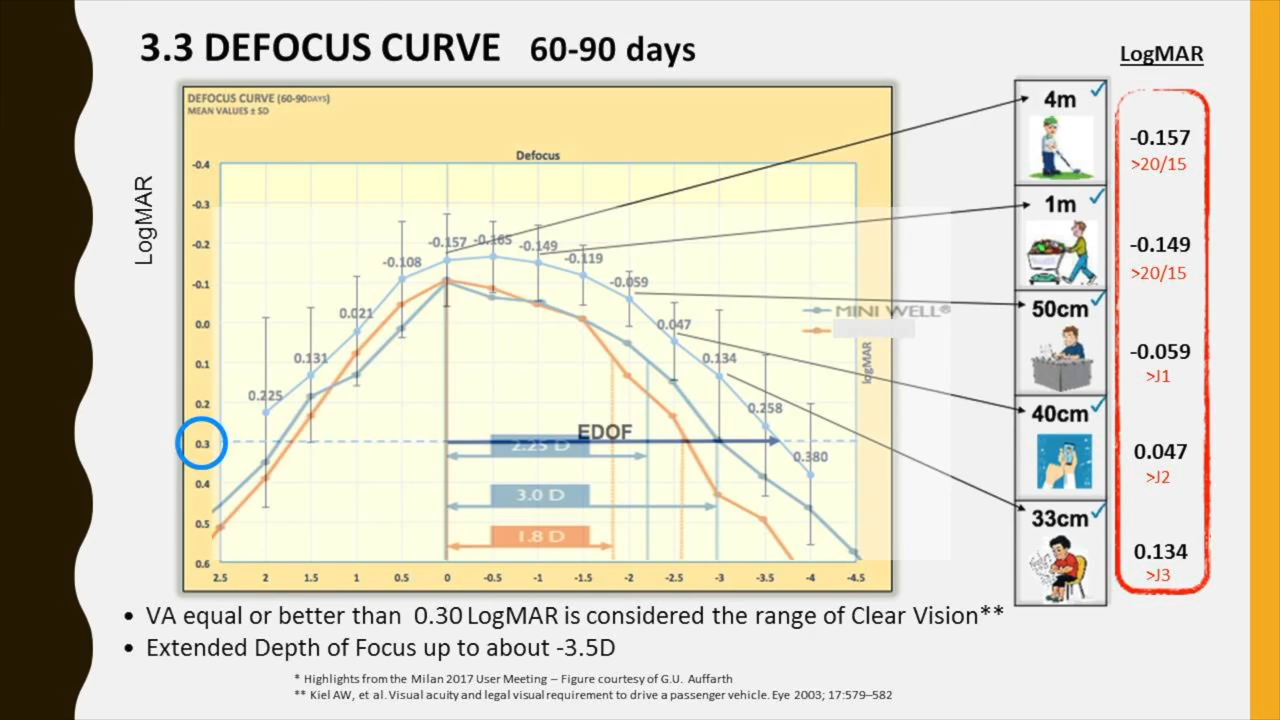 3.3 DEFOCUS CURVE 60-90 days
LogMAR
DEFOCUS CURVE (60-90DAYS)
MEAN VALUES ± SD
Defocus
LogMAR
-0.4
-0.3
-0.2
-0.1
0.0
0.1
0.2
0.3
0.4
0.5
0.6
0.225
0.131
0.021
-0.108
-0.157
-0.165
-0.149
-0.119
-0.059
0.047
0.134
0.258
0.380
MINI WELL®
logMAR
EDOF
2.25 D
3.0 D
1.8 D
2.5 2 1.5 1 0.5 0 -0.5 -1 -1.5 -2 -2.5 -3 -3.5 -4 -4.5
4m
-0.157
>20/15
1m
-0.149
>20/15
50cm
-0.059
>J1
40cm
0.047
>J2
33cm
0.134
>J3
• VA equal or better than 0.30 LogMAR is considered the range of Clear Vision**
• Extended Depth of Focus up to about -3.5D
* Highlights from the Milan 2017 User Meeting – Figure courtesy of G.U. Auffarth
** Kiel AW, et al. Visual acuity and legal visual requirement to drive a passenger vehicle. Eye 2003; 17:579–582